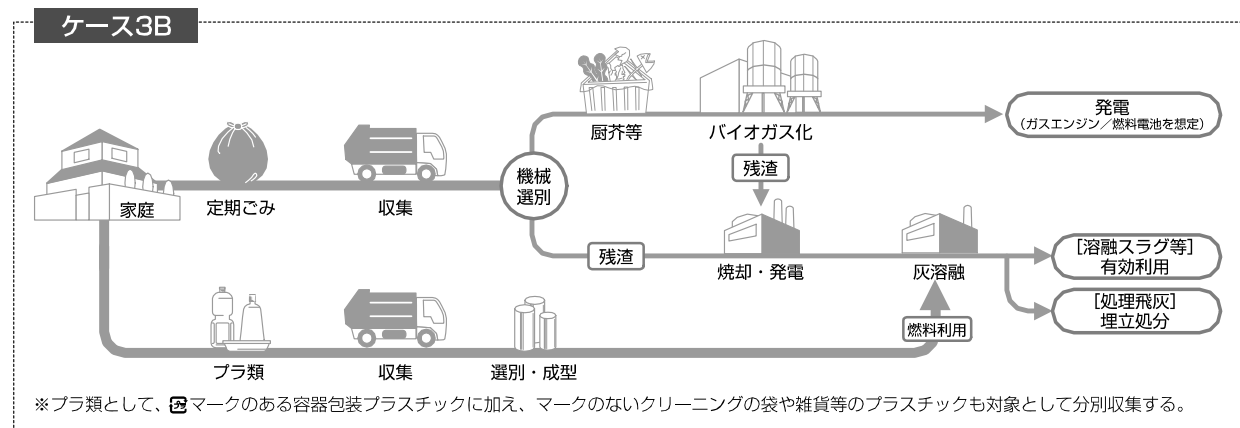 ケース3B
厨芥等
バイオガス化
発電
（ガスエンジン／燃料電池を想定）
残渣
家庭
定期ごみ
収集
機械
選別
残渣
焼却・発電
灰溶融
［溶融スラグ等］
有効利用
［処理飛灰］
埋立処分
燃料利用
プラ類
収集
選別・成型
※プラ類として、プラマークのある容器包装プラスチックに加え、マークのないクリーニングの袋や雑貨等のプラスチックも対象として分別収集する。